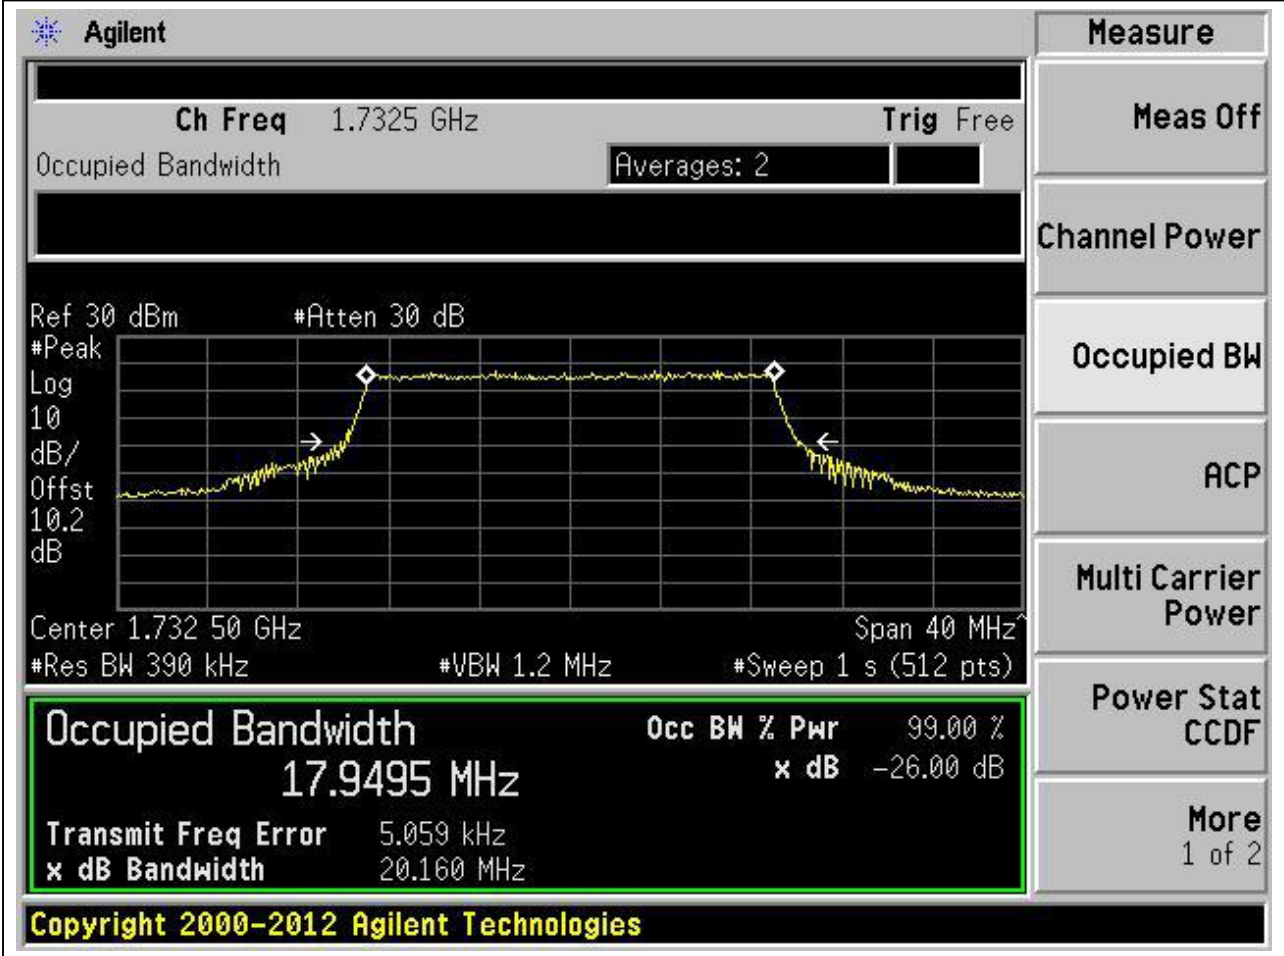 Agilent
Measure
Ch Freq 1.7325 GHz Trig Free
Occupied Bandwidth Averages: 2
Ref 30 dBm #Atten 30 dB
#Peak
Log
10
dB/
Offst
10.2
dB
Center 1.732 50 GHz Span 40 MHz^
#Res BW 390 kHz #VBW 1.2 MHz #Sweep 1 s (512 pts)
Occupied Bandwidth Occ BW % Pwr 99.00 %
17.9495 MHz x dB -26.00 dB
Transmit Freq Error 5.059 kHz
x dB Bandwidth 20.160 MHz
Copyright 2000-2012 Agilent Technologies
Meas Off
Channel Power
Occupied BW
ACP
Multi Carrier
Power
Power Stat
CCDF
More
1 of 2